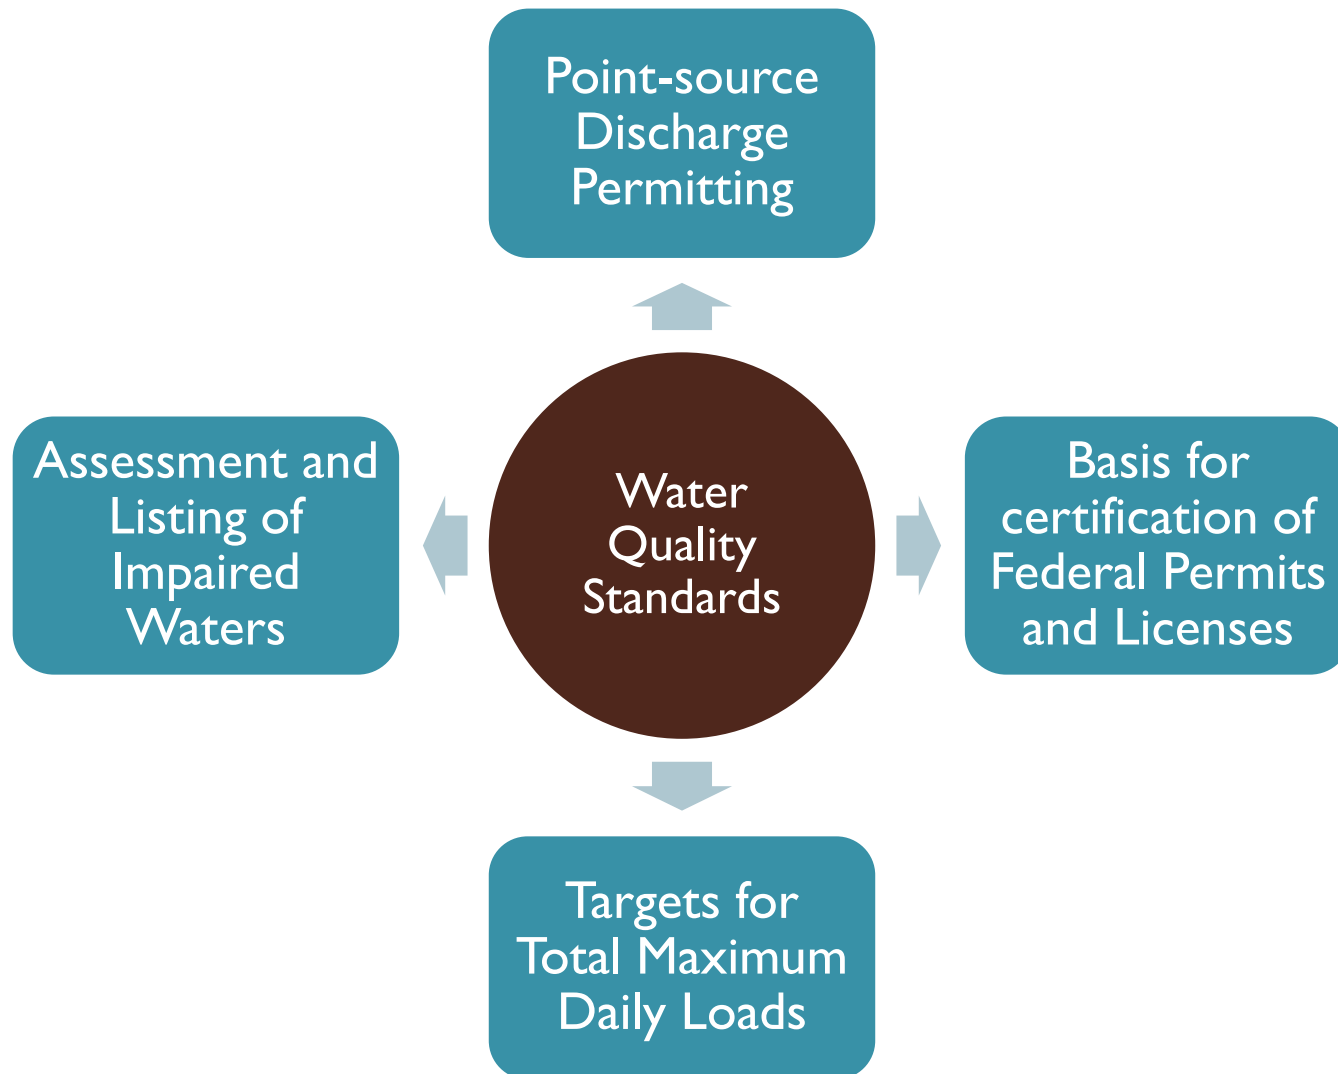 Point-source
Discharge
Permitting
Assessment and
Listing of
Impaired
Waters
Water
Quality
Standards
Basis for
certification of
Federal Permits
and Licenses
Targets for
Total Maximum
Daily Loads